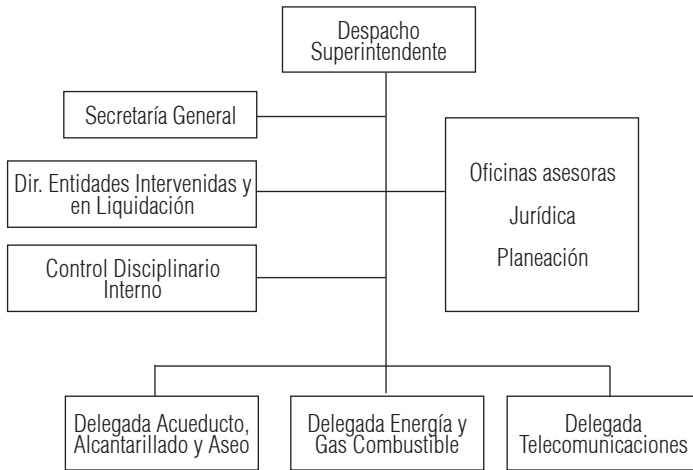 Despacho
Superintendente
Secretaría General
Dir. Entidades Intervenidas y
en Liquidación
Oficinas asesoras
Jurídica
Planeación
Control Disciplinario
Interno
Delegada Acueducto,
Alcantarillado y Aseo
Delegada Energía y
Gas Combustible
Delegada
Telecomunicaciones